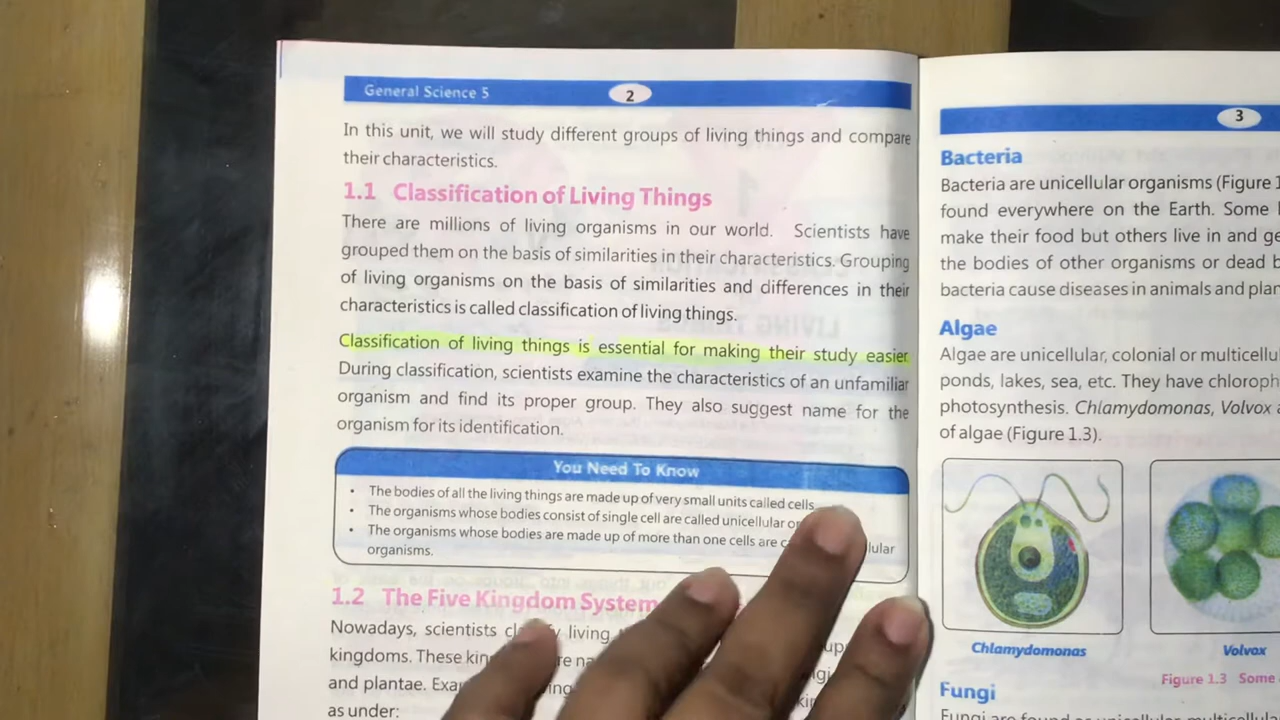 General Science 5
2
In this unit, we will study different groups of living things and compare
their characteristics.
1.1 Classification of Living Things
There are millions of living organisms in our world. Scientists have
grouped them on the basis of similarities in their characteristics. Grouping
of living organisms on the basis of similarities and differences in their
characteristics is called classification of living things.
Classification of living things is essential for making their study easier
During classification, scientists examine the characteristics of an unfamiliar
organism and find its proper group. They also suggest name for the
organism for its identification.
You Need To Know
• The bodies of all the living things are made up of very small units called cells
• The organisms whose bodies consist of single cell are called unicellular
• The organisms whose bodies are made up of more than one cells are
organisms.
1.2 The Five Kingdom System
Nowadays, scientists living
kingdoms. These
and plantae.
as under:
3
Bacteria
Bacteria are unicellular organisms (Figure 1
found everywhere on the Earth. Some
make their food but others live in and
the bodies of other organisms or dead
bacteria cause diseases in animals and
Algae
Algae are unicellular, colonial or
ponds, lakes, sea, etc. They have
photosynthesis. Chlamydomonas, Volvox
of algae (Figure 1.3).
Chlamydomonas
Volvox
Figure 1.3 Some
Fungi